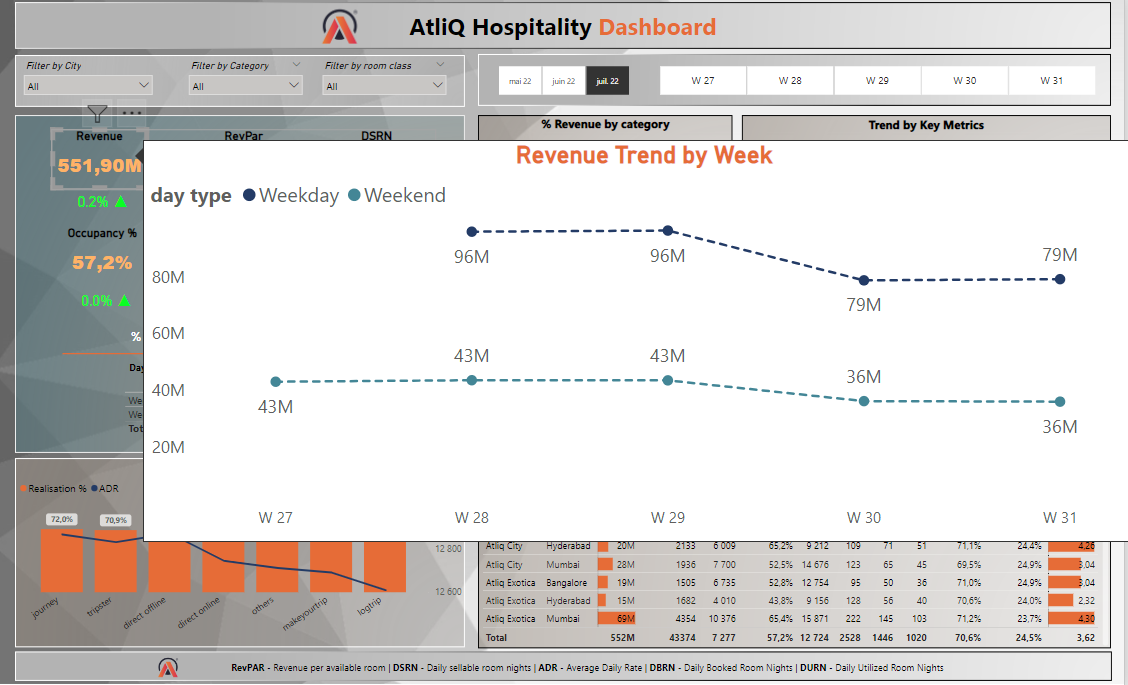 AtliQ Hospitality Dashboard
Filter by City
All
Filter by Category
All
Filter by room class
All
mai 22
juin 22
juil. 22
W 27
W 28
W 29
W 30
W 31
Revenue
551,90M
0.2%
RevPar
DSRN
Occupancy %
57,2%
0.0%
%
% Revenue by category
Trend by Key Metrics
Revenue Trend by Week
day type
Weekday
Weekend
96M
96M
79M
79M
80M
60M
40M
20M
43M
43M
43M
36M
36M
W 27
W 28
W 29
W 30
W 31
Realisation %
ADR
72,0%
70,9%
12 800
12 600
journey
tripster
direct offline
direct online
others
makeyourtrip
logtrip
Atliq City Hyderabad 20M 2133 6 009 65,2% 9 212 109 71 51 71,1% 24,4% 4,26
Atliq City Mumbai 28M 1936 7 700 52,5% 14 676 123 65 45 69,5% 24,9% 3,04
Atliq Exotica Bangalore 19M 1505 6 735 52,8% 12 754 95 50 36 71,0% 24,9% 3,04
Atliq Exotica Hyderabad 15M 1682 4 010 43,8% 9 156 128 56 40 70,6% 24,0% 2,32
Atliq Exotica Mumbai 69M 4354 10 376 65,4% 15 871 222 145 103 71,2% 23,7% 4,30
Total 552M 43374 7 277 57,2% 12 724 2528 1446 1020 70,6% 24,5% 3,62
RevPAR - Revenue per available room | DSRN - Daily sellable room nights | ADR - Average Daily Rate | DBRN - Daily Booked Room Nights | DURN - Daily Utilized Room Nights